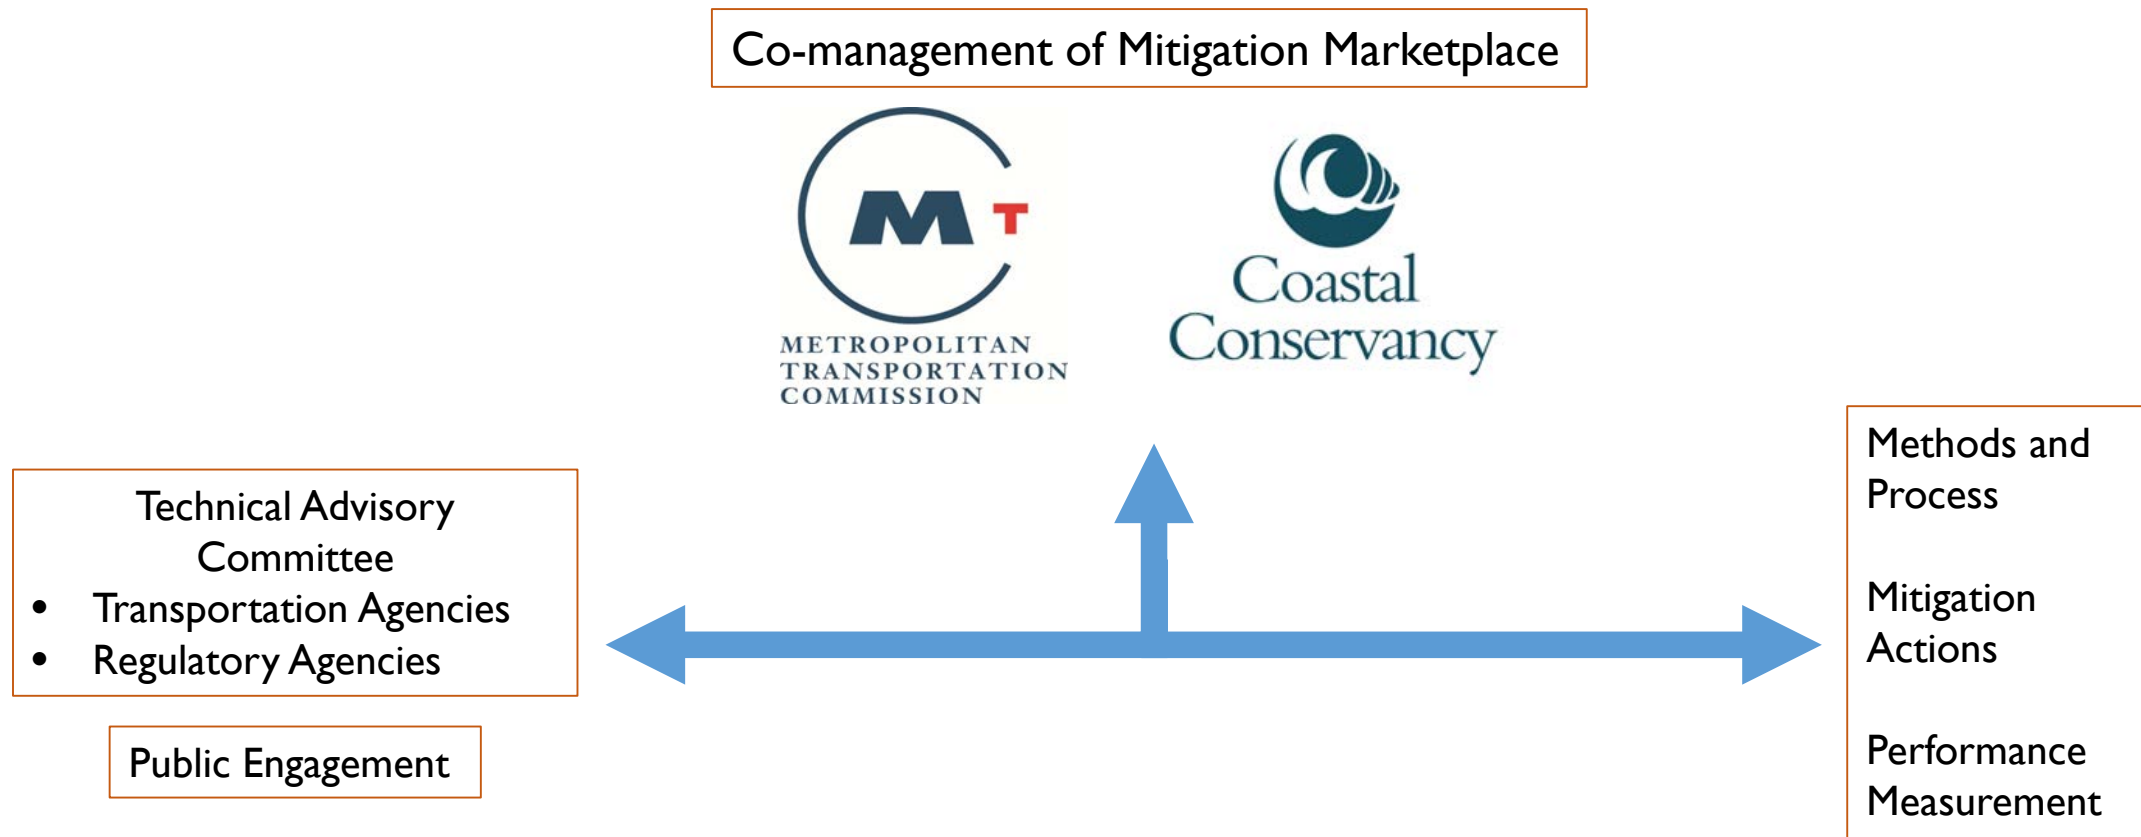 Co-management of Mitigation Marketplace
M T
METROPOLITAN
TRANSPORTATION
COMMISSION
Coastal
Conservancy
Technical Advisory
Committee
• Transportation Agencies
• Regulatory Agencies
Public Engagement
Methods and
Process
Mitigation
Actions
Performance
Measurement